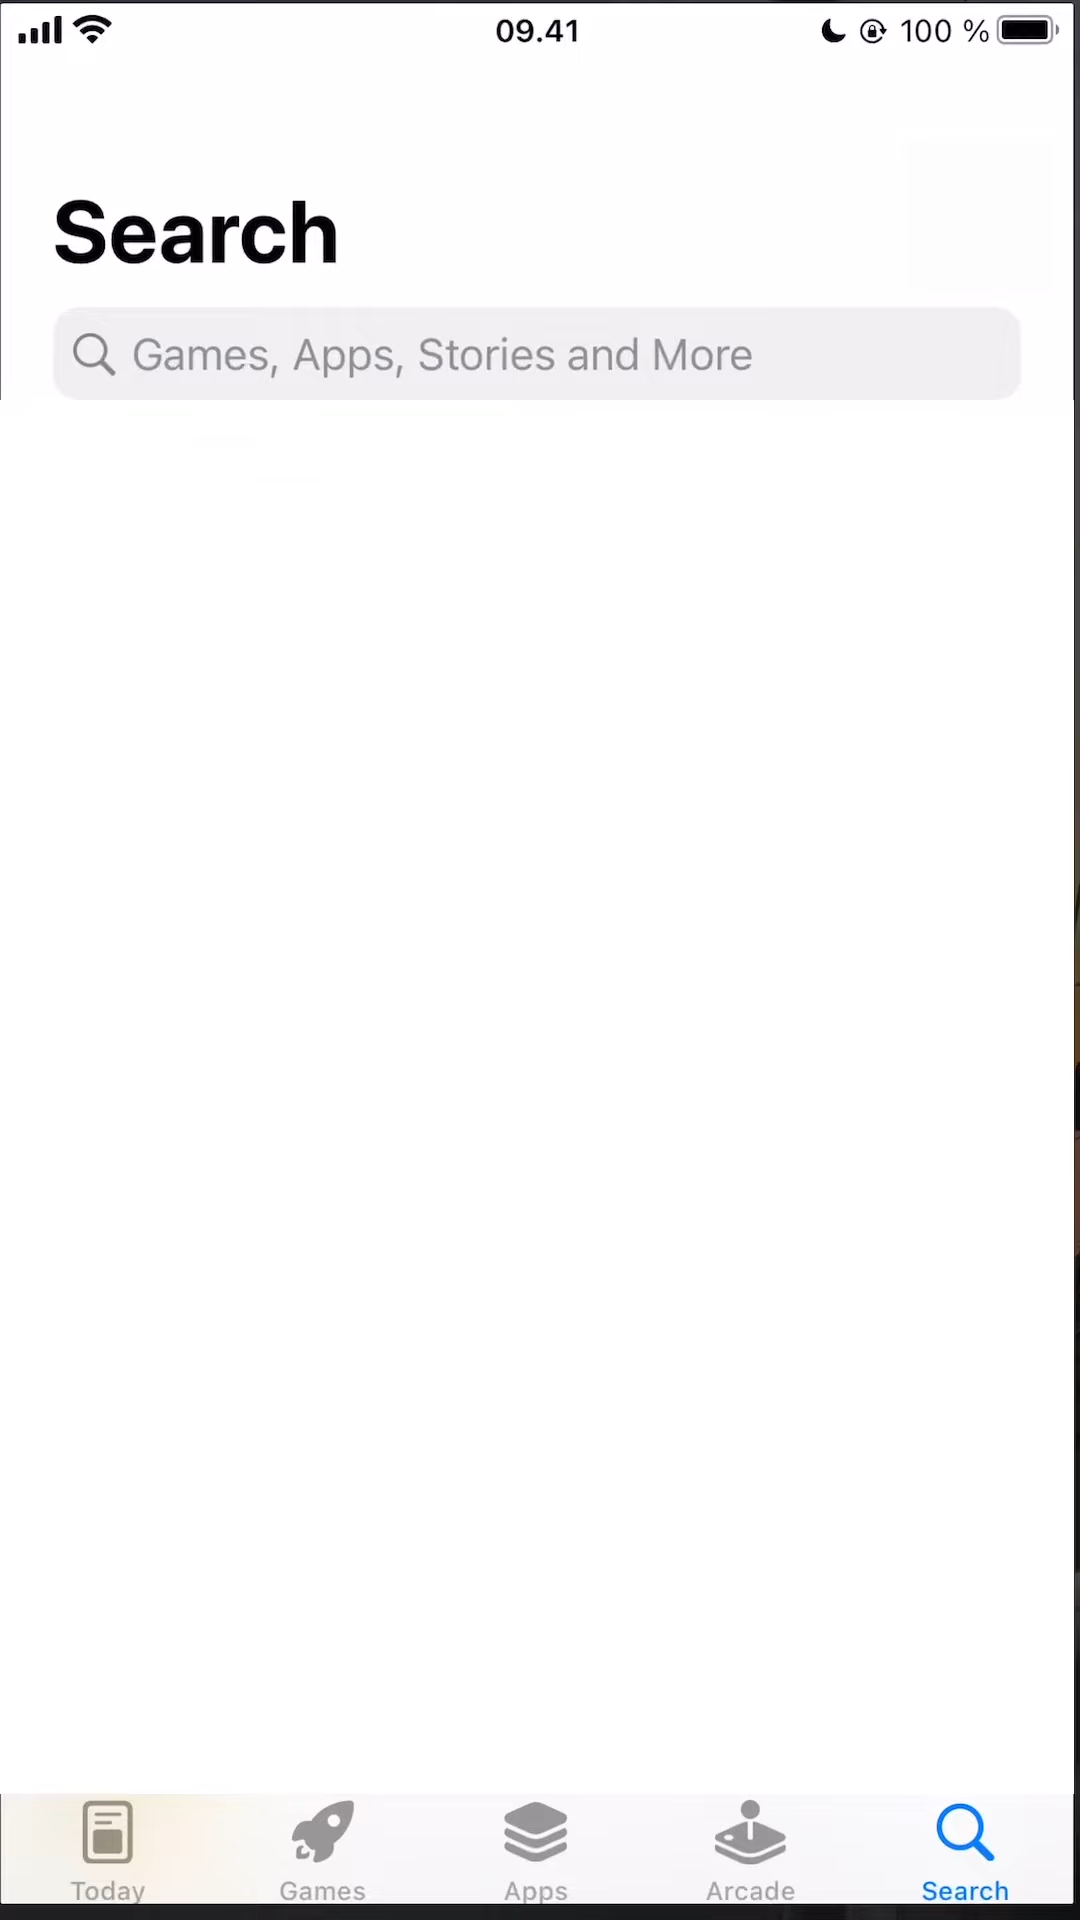 09.41
100 %
Search
Games, Apps, Stories and More
Today
Games
Apps
Arcade
Search